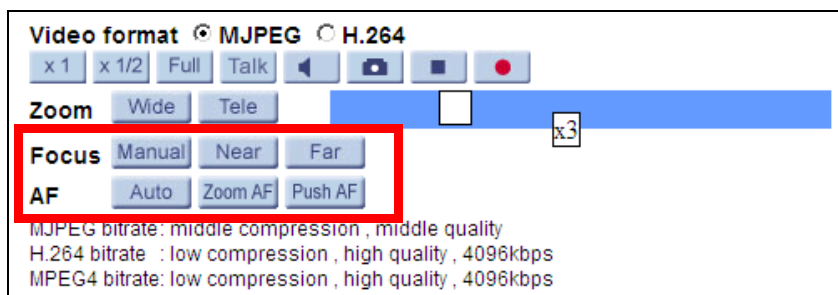 Video format MJPEG H.264
x 1 x 1/2 Full Talk
Zoom Wide Tele
x3
Focus Manual Near Far
AF Auto Zoom AF Push AF
MJPEG bitrate: middle compression , middle quality
H.264 bitrate : low compression , high quality , 4096kbps
MPEG4 bitrate: low compression , high quality , 4096kbps